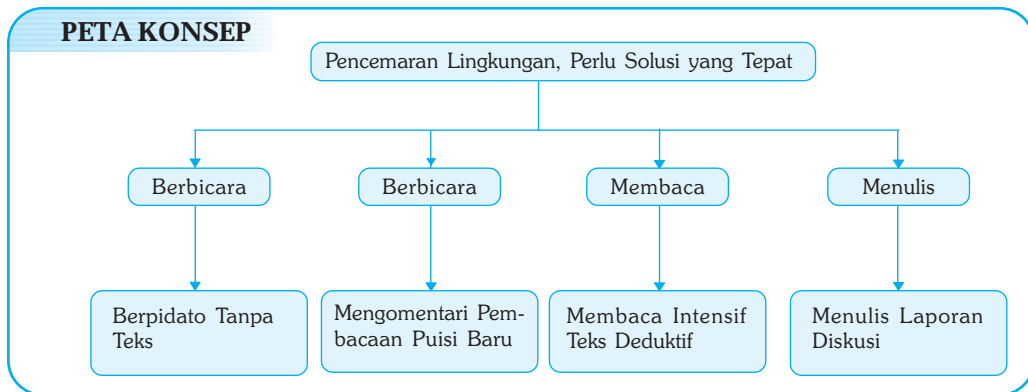 PETA KONSEP
Pencemaran Lingkungan, Perlu Solusi yang Tepat
Berbicara
Berbicara
Membaca
Menulis
Berpidato Tanpa
Teks
Mengomentari Pem-
bacaan Puisi Baru
Membaca Intensif
Teks Deduktif
Menulis Laporan
Diskusi